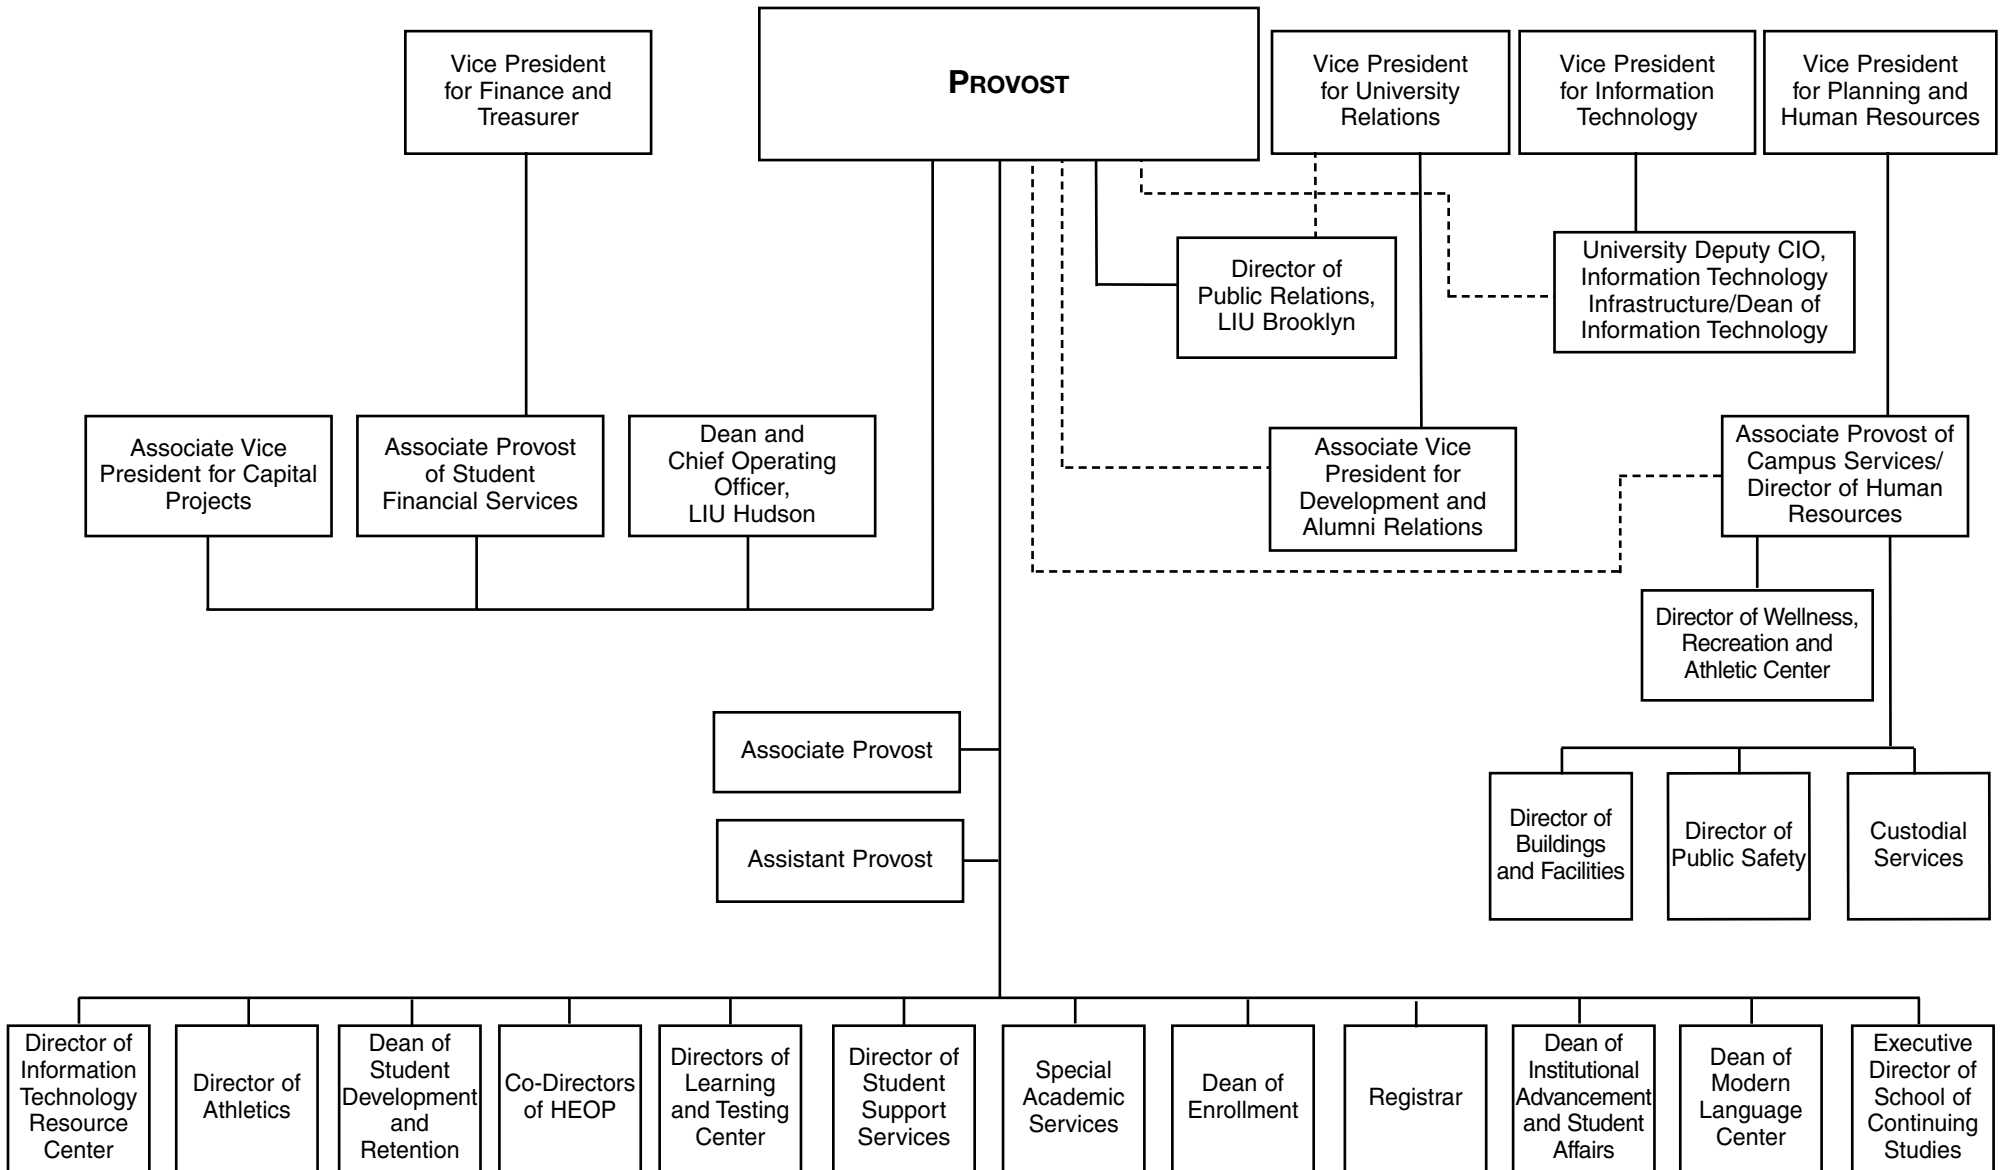 Vice President
for Finance and
Treasurer
PROVOST
Vice President
for University
Relations
Vice President
for Information
Technology
Vice President
for Planning and
Human Resources
Director of
Public Relations,
LIU Brooklyn
University Deputy CIO,
Information Technology
Infrastructure/Dean of
Information Technology
Associate Vice
President for Capital
Projects
Associate Provost
of Student
Financial Services
Dean and
Chief Operating
Officer,
LIU Hudson
Associate Vice
President for
Development and
Alumni Relations
Associate Provost of
Campus Services/
Director of Human
Resources
Director of Wellness,
Recreation and
Athletic Center
Associate Provost
Assistant Provost
Director of
Buildings
and Facilities
Director of
Public Safety
Custodial
Services
Director of
Information
Technology
Resource
Center
Director of
Athletics
Dean of
Student
Development
and
Retention
Co-Directors
of HEOP
Directors of
Learning
and Testing
Center
Director of
Student
Support
Services
Special
Academic
Services
Dean of
Enrollment
Registrar
Dean of
Institutional
Advancement
and Student
Affairs
Dean of
Modern
Language
Center
Executive
Director of
School of
Continuing
Studies